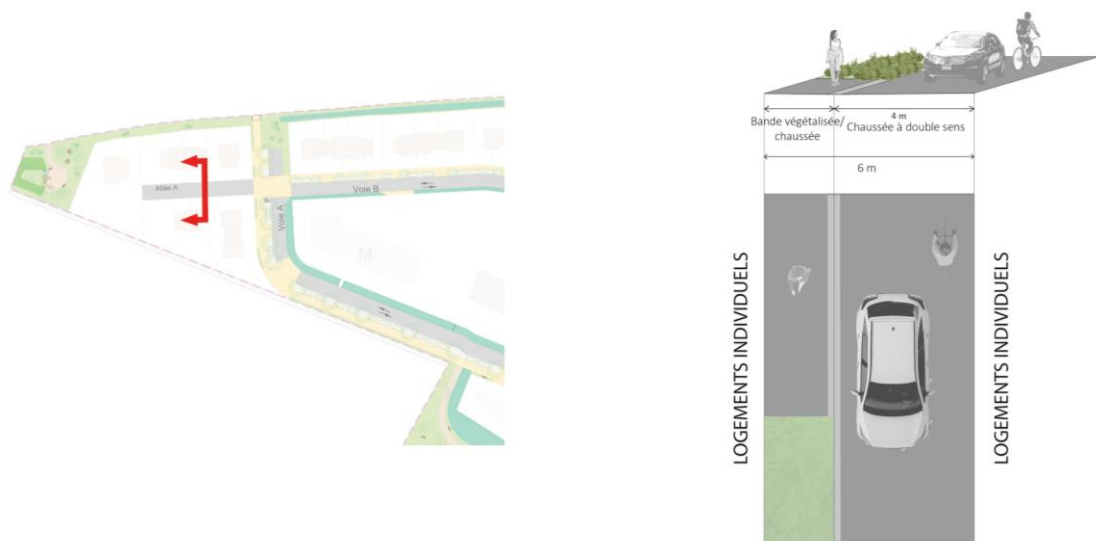 Allée A
Voie B
Voie A
M
Bande végétalisée/
chaussée
4 m
Chaussée à double sens
6 m
LOGEMENTS INDIVIDUELS
LOGEMENTS INDIVIDUELS